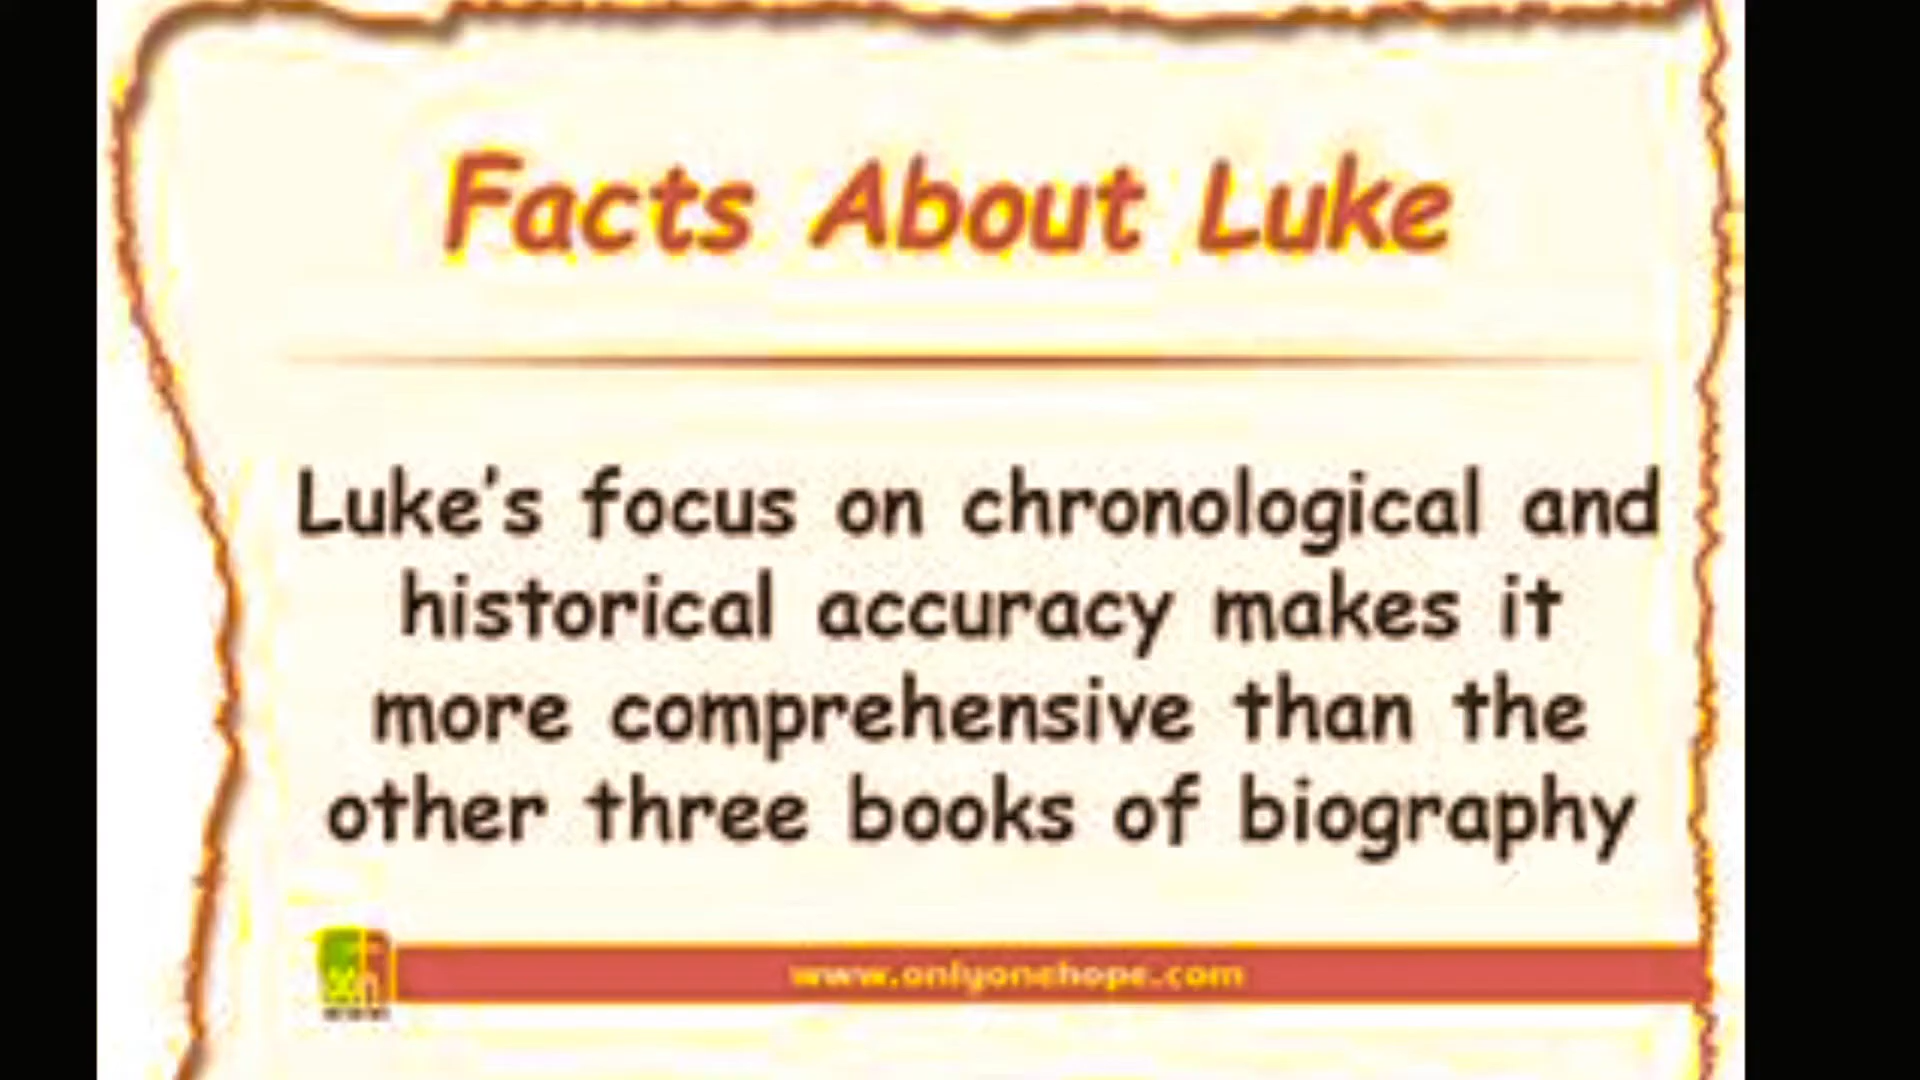 Facts About Luke
Luke's focus on chronological and
historical accuracy makes it
more comprehensive than the
other three books of biography
www.onlyonehope.com